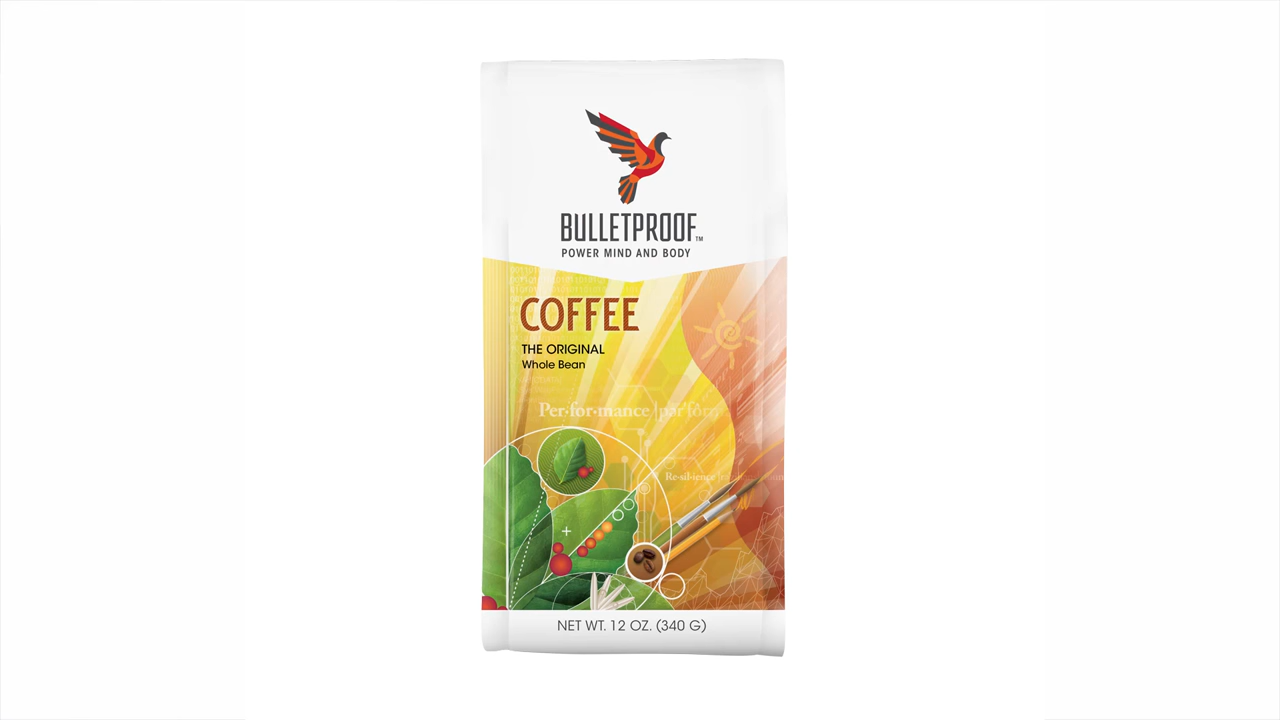 BULLETPROOF™
POWER MIND AND BODY
COFFEE
THE ORIGINAL
Whole Bean
Per·for·mance
Re·sil·ience
NET WT. 12 OZ. (340 G)